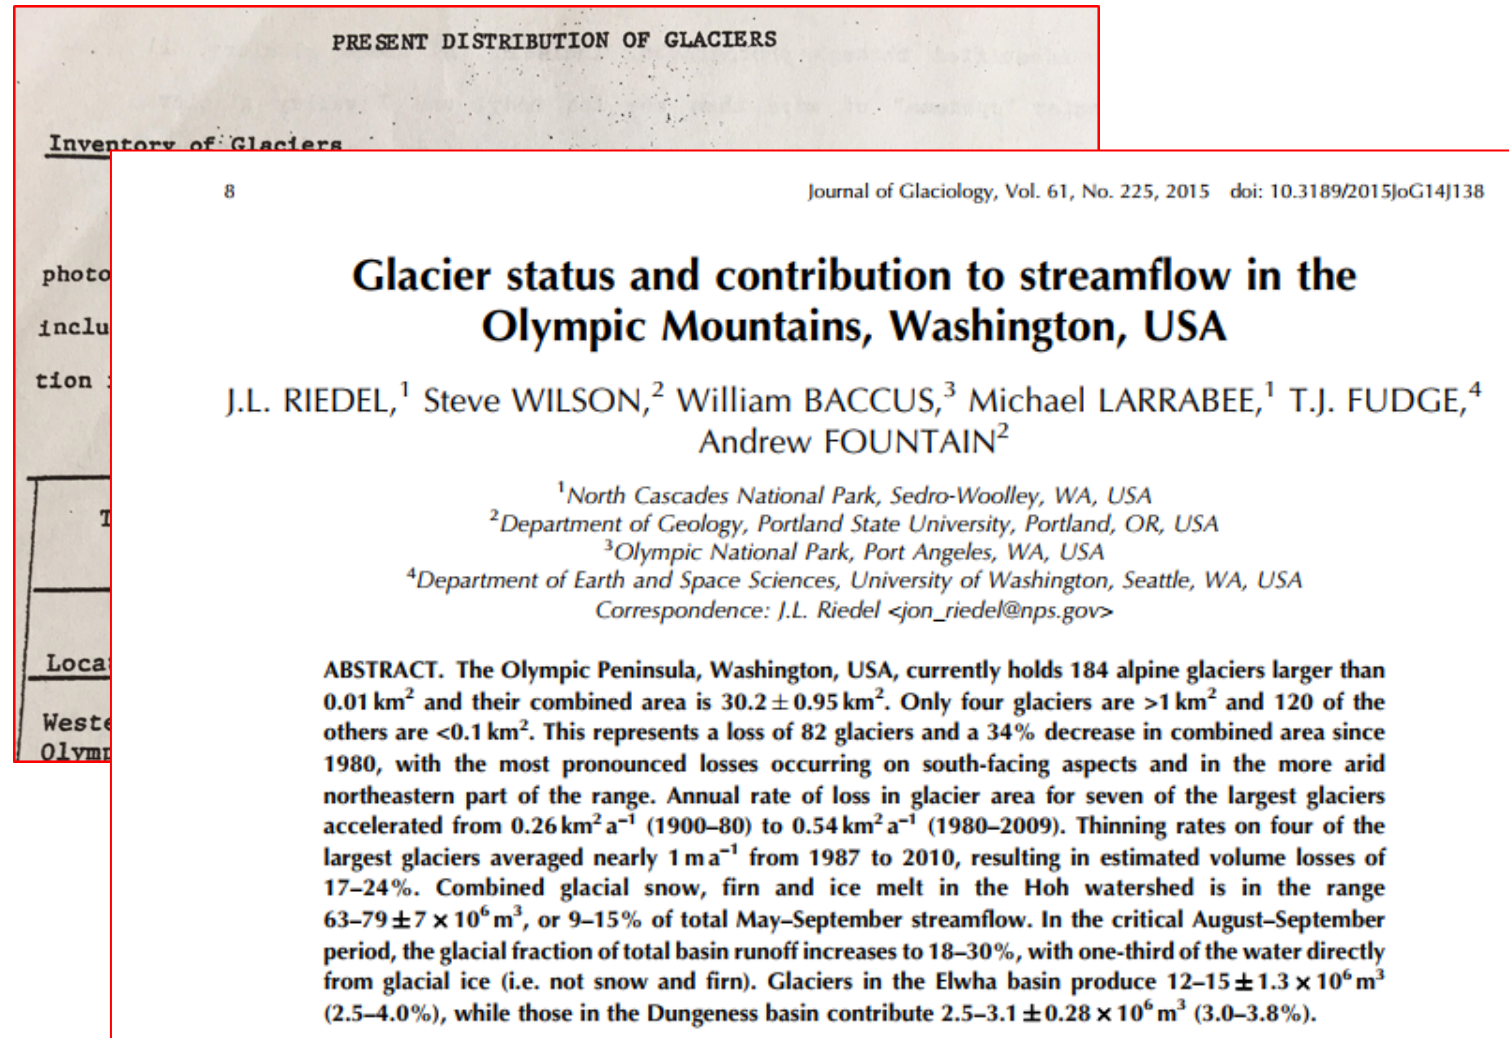 PRESENT DISTRIBUTION OF GLACIERS
Inventory of Glaciers
photo
inclu
tion
Loca
Weste
Olymp
8 Journal of Glaciology, Vol. 61, No. 225, 2015 doi: 10.3189/2015JoG14J138
Glacier status and contribution to streamflow in the
Olympic Mountains, Washington, USA
J.L. RIEDEL,¹ Steve WILSON,² William BACCUS,³ Michael LARRABEE,¹ T.J. FUDGE,⁴
Andrew FOUNTAIN²
¹North Cascades National Park, Sedro-Woolley, WA, USA
²Department of Geology, Portland State University, Portland, OR, USA
³Olympic National Park, Port Angeles, WA, USA
⁴Department of Earth and Space Sciences, University of Washington, Seattle, WA, USA
Correspondence: J.L. Riedel <jon_riedel@nps.gov>
ABSTRACT. The Olympic Peninsula, Washington, USA, currently holds 184 alpine glaciers larger than
0.01 km² and their combined area is 30.2 ± 0.95 km². Only four glaciers are >1 km² and 120 of the
others are <0.1 km². This represents a loss of 82 glaciers and a 34% decrease in combined area since
1980, with the most pronounced losses occurring on south-facing aspects and in the more arid
northeastern part of the range. Annual rate of loss in glacier area for seven of the largest glaciers
accelerated from 0.26 km² a⁻¹ (1900–80) to 0.54 km² a⁻¹ (1980–2009). Thinning rates on four of the
largest glaciers averaged nearly 1 m a⁻¹ from 1987 to 2010, resulting in estimated volume losses of
17–24%. Combined glacial snow, firn and ice melt in the Hoh watershed is in the range
63–79 ± 7 × 10⁶ m³, or 9–15% of total May–September streamflow. In the critical August–September
period, the glacial fraction of total basin runoff increases to 18–30%, with one-third of the water directly
from glacial ice (i.e. not snow and firn). Glaciers in the Elwha basin produce 12–15 ± 1.3 × 10⁶ m³
(2.5–4.0%), while those in the Dungeness basin contribute 2.5–3.1 ± 0.28 × 10⁶ m³ (3.0–3.8%).